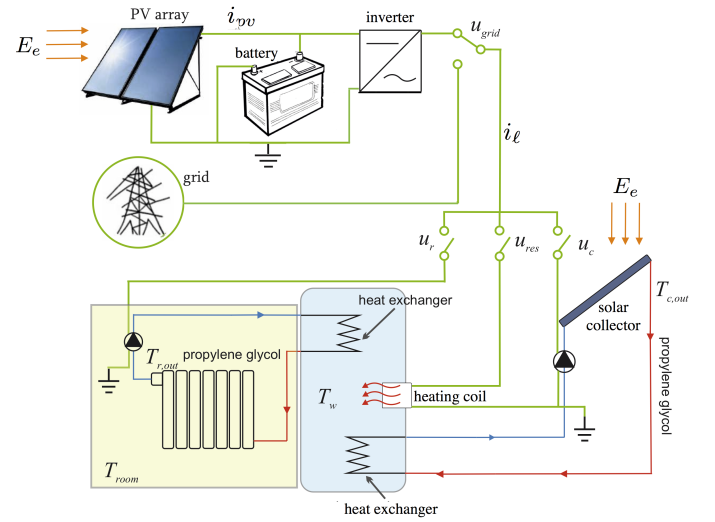 PV array
i_pv
inverter
u_grid
E_e
battery
i_ℓ
grid
E_e
u_r
u_res
u_c
heat exchanger
T_c,out
solar
collector
T_r,out
propylene glycol
propylene glycol
T_w
heating coil
T_room
heat exchanger